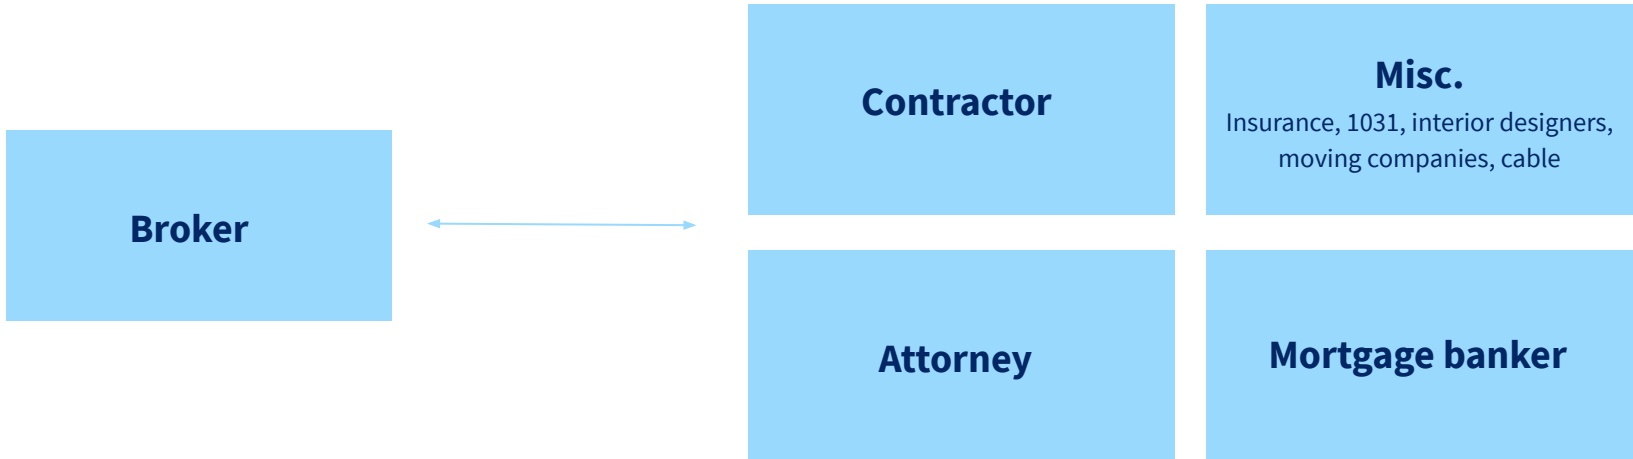 Broker
Contractor
Misc.
Insurance, 1031, interior designers,
moving companies, cable
Attorney
Mortgage banker